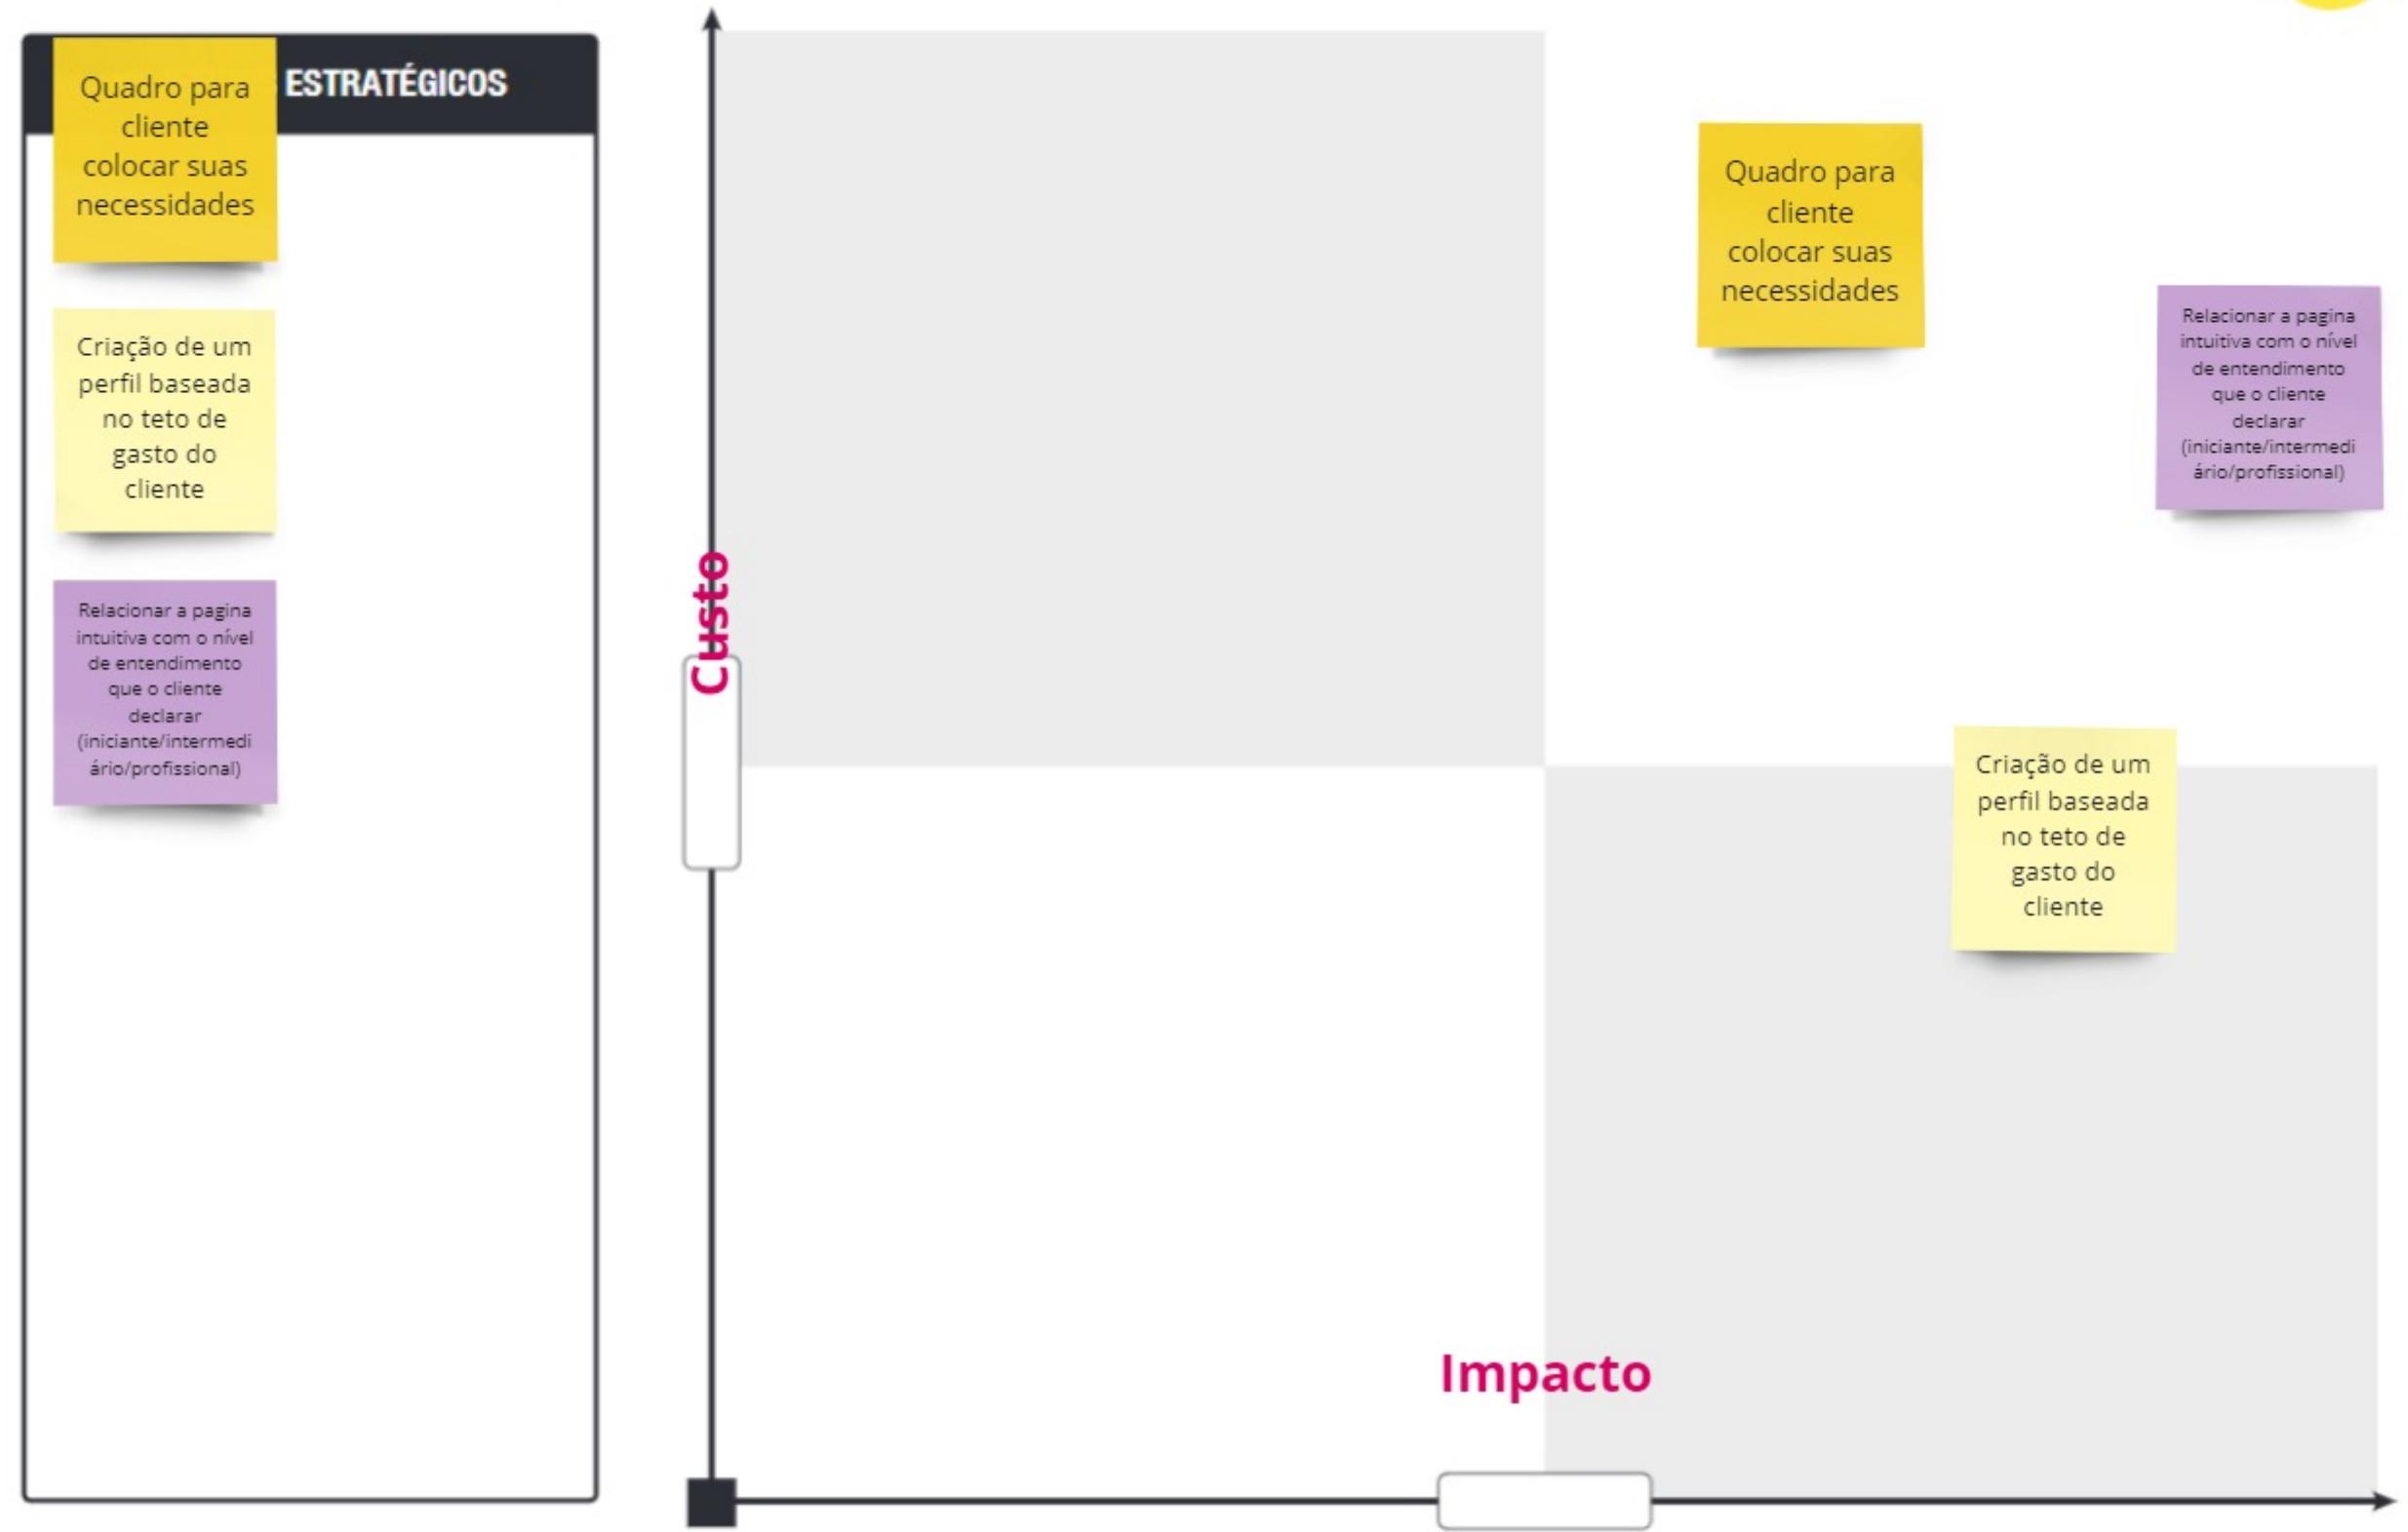 ESTRATÉGICOS
Quadro para
cliente
colocar suas
necessidades
Criação de um
perfil baseada
no teto de
gasto do
cliente
Relacionar a pagina
intuitiva com o nível
de entendimento
que o cliente
declarar
(iniciante/intermedi
ário/profissional)
Custo
Quadro para
cliente
colocar suas
necessidades
Relacionar a pagina
intuitiva com o nível
de entendimento
que o cliente
declarar
(iniciante/intermedi
ário/profissional)
Criação de um
perfil baseada
no teto de
gasto do
cliente
Impacto